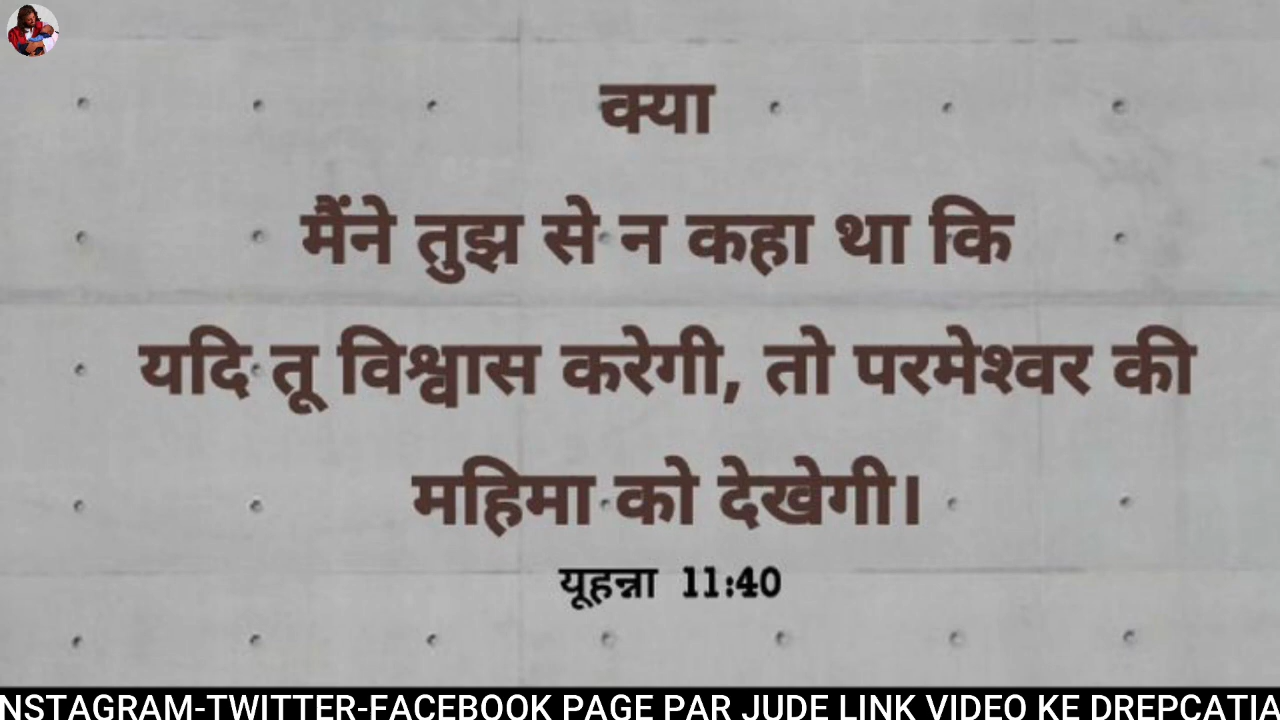 क्या
मैंने तुझ से न कहा था कि
यदि तू विश्वास करेगी, तो परमेश्वर की
महिमा को देखेगी।
यूहन्ना 11:40
NSTAGRAM-TWITTER-FACEBOOK PAGE PAR JUDE LINK VIDEO KE DREPCATIA